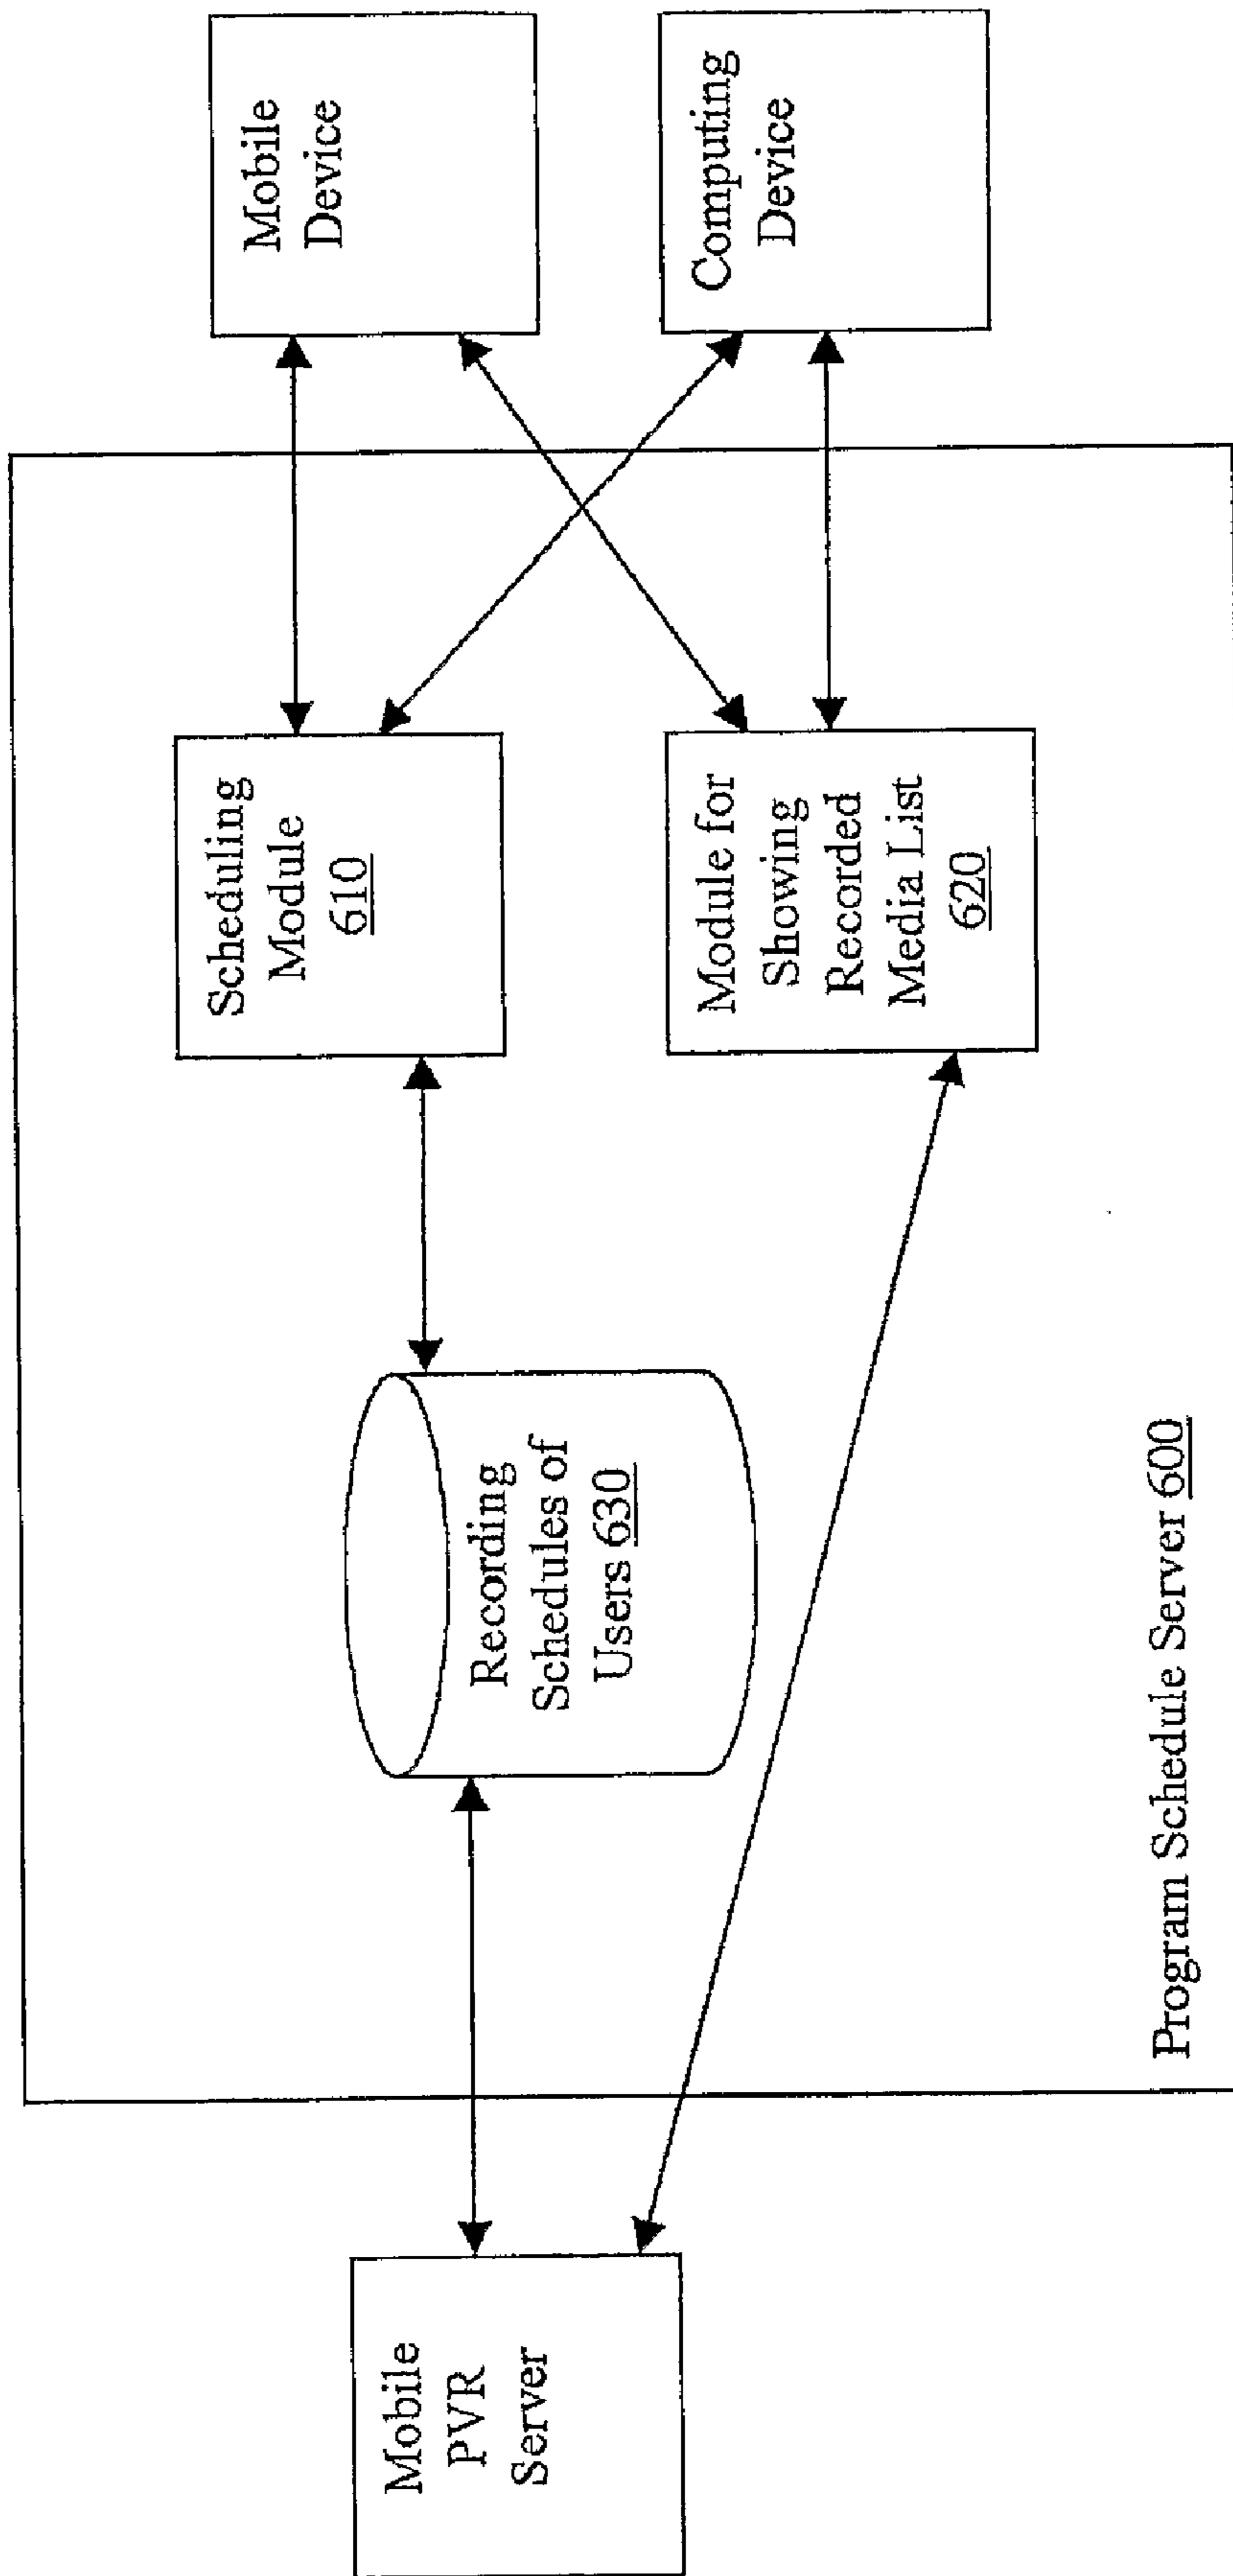 Mobile
PVR
Server
Recording
Schedules of
Users 630
Scheduling
Module
610
Module for
Showing
Recorded
Media List
620
Mobile
Device
Computing
Device
Program Schedule Server 600